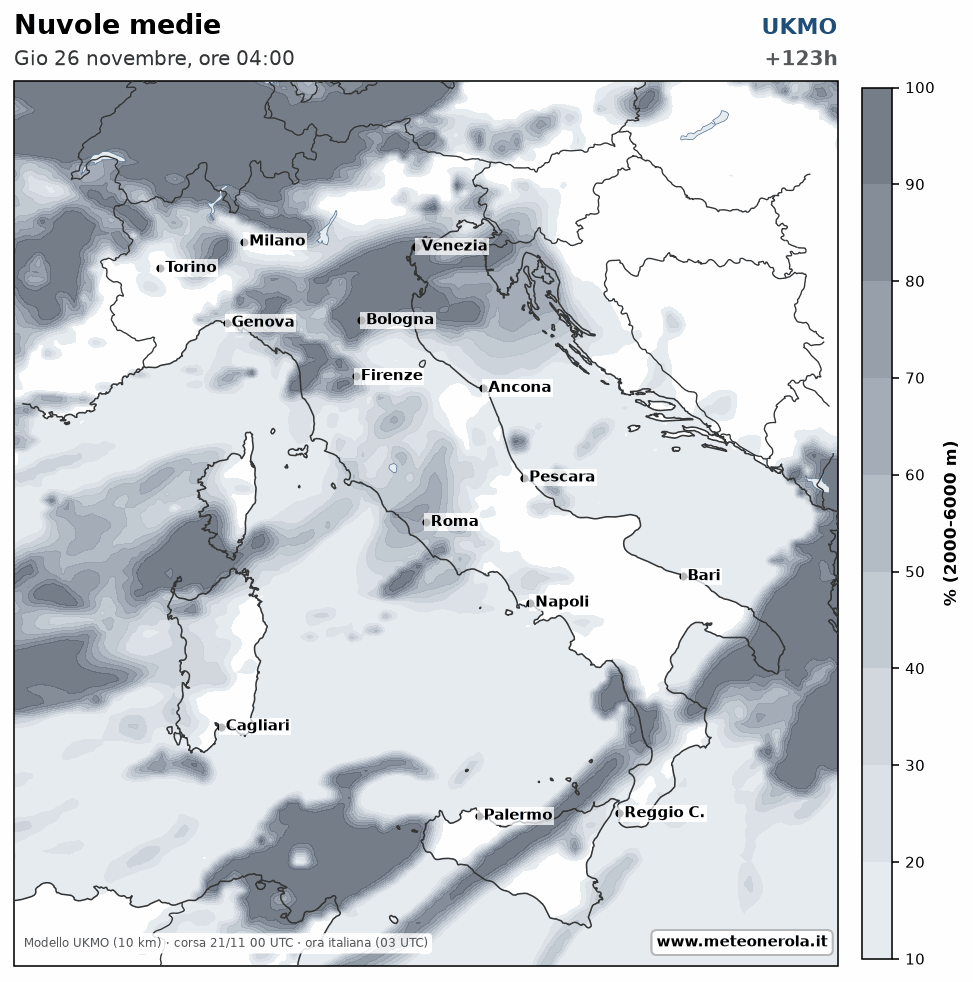 Nuvole medie
UKMO
Gio 26 novembre, ore 04:00
+123h
Milano
Venezia
Torino
Genova
Bologna
Firenze
Ancona
Pescara
Roma
Bari
Napoli
Cagliari
Palermo
Reggio C.
100
90
80
70
60
50
40
30
20
10
% (2000-6000 m)
Modello UKMO (10 km) · corsa 21/11 00 UTC · ora italiana (03 UTC)
www.meteonerola.it